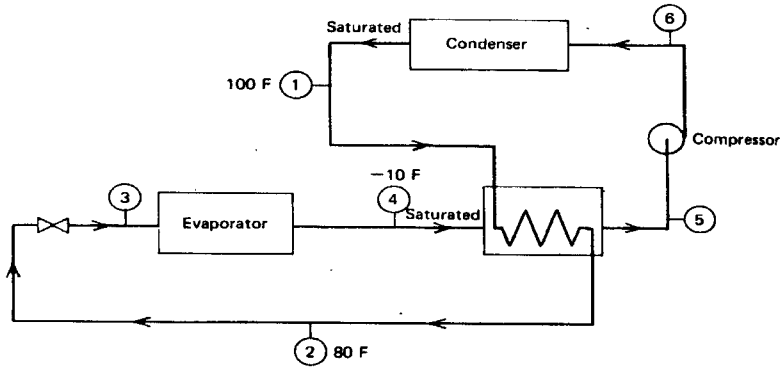 6
Saturated
Condenser
100 F 1
Compressor
-10 F
3
4
Saturated
Evaporator
5
2 80 F